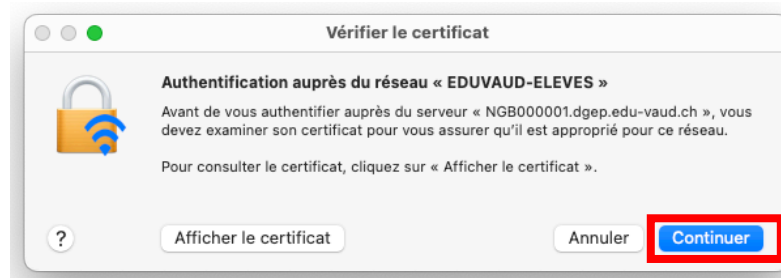 Vérifier le certificat
Authentification auprès du réseau « EDUVAUD-ELEVES »
Avant de vous authentifier auprès du serveur « NGB000001.dgep.edu-vaud.ch », vous
devez examiner son certificat pour vous assurer qu'il est approprié pour ce réseau.
Pour consulter le certificat, cliquez sur « Afficher le certificat ».
? Afficher le certificat Annuler Continuer